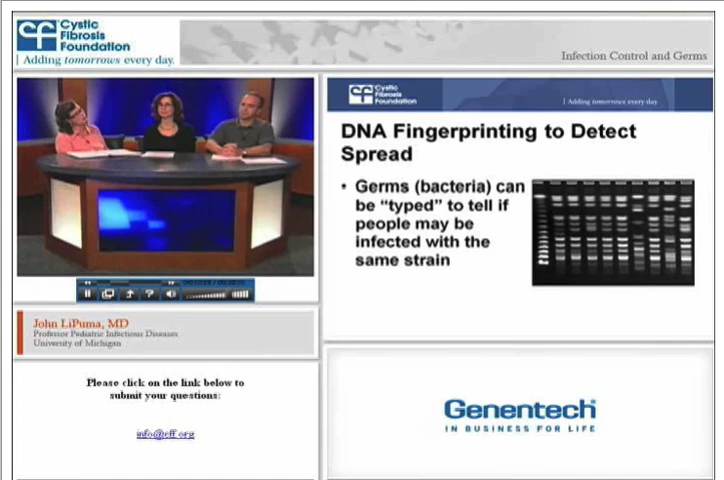 Cystic
Fibrosis
Foundation
Adding tomorrows every day.
Infection Control and Germs
Cystic
Fibrosis
Foundation
Adding tomorrows every day
DNA Fingerprinting to Detect
Spread
• Germs (bacteria) can
be “typed” to tell if
people may be
infected with the
same strain
John LiPuma, MD
Professor Pediatric Infectious Diseases
University of Michigan
Please click on the link below to
submit your questions:
info@cff.org
Genentech
IN BUSINESS FOR LIFE